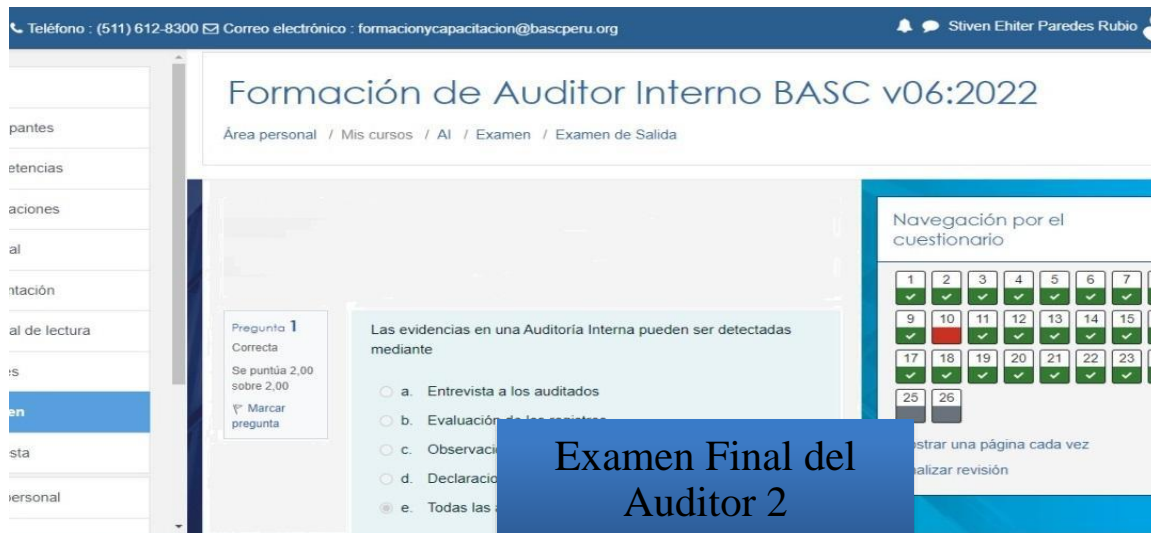 Teléfono : (511) 612-8300 Correo electrónico : formacionycapacitacion@bascperu.org
Stiven Ehiter Paredes Rubio
Formación de Auditor Interno BASC v06:2022
Área personal / Mis cursos / AI / Examen / Examen de Salida
pantes
etencias
aciones
al
ntación
al de lectura
es
en
sta
personal
Pregunta 1
Correcta
Se puntúa 2,00
sobre 2,00
Marcar
pregunta
Las evidencias en una Auditoría Interna pueden ser detectadas
mediante
a. Entrevista a los auditados
b. Evaluación de los registros
c. Observaci
d. Declaracio
e. Todas las
Examen Final del
Auditor 2
Navegación por el
cuestionario
1 2 3 4 5 6 7
9 10 11 12 13 14 15
17 18 19 20 21 22 23
25 26
ostrar una página cada vez
alizar revisión